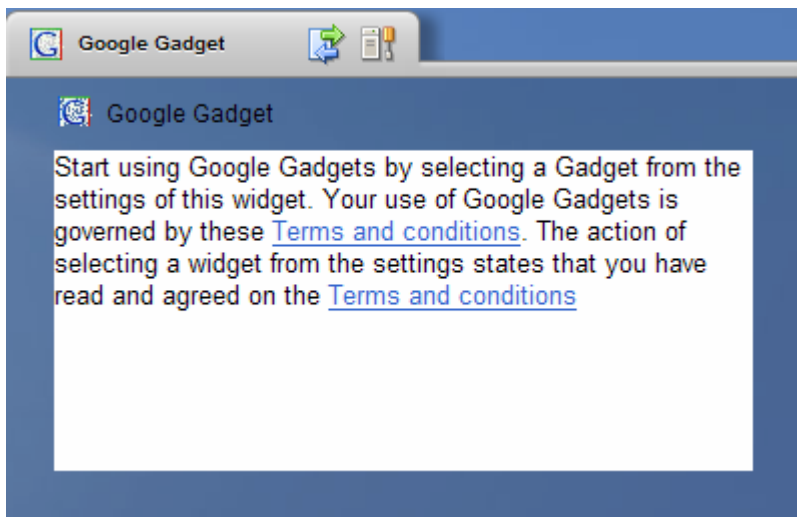 Google Gadget
Google Gadget
Start using Google Gadgets by selecting a Gadget from the
settings of this widget. Your use of Google Gadgets is
governed by these Terms and conditions. The action of
selecting a widget from the settings states that you have
read and agreed on the Terms and conditions